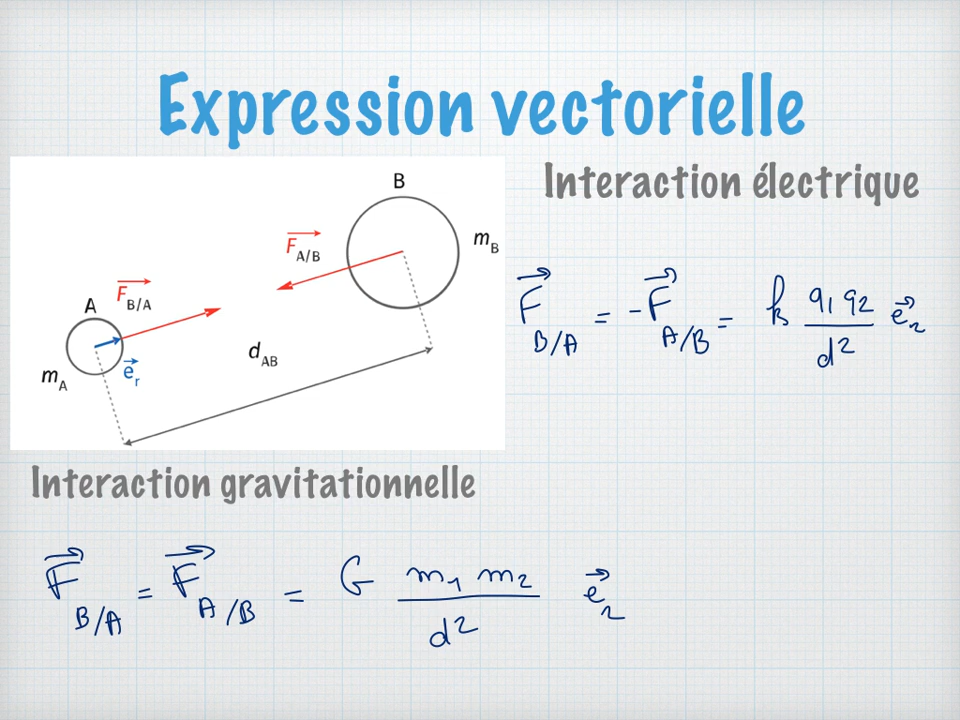 Expression vectorielle
Interaction électrique
B
m_B
F_A/B
F_B/A
A
d_AB
e_r
m_A
F_B/A = -F_A/B = k q1 q2 / d² e_r
Interaction gravitationnelle
F_B/A = F_A/B = G m1 m2 / d² e_r